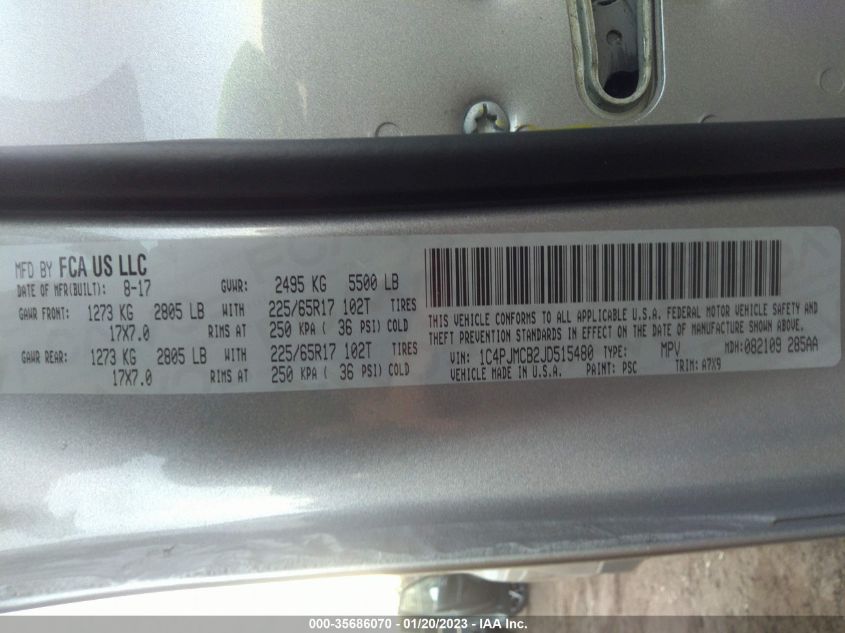 MFD BY FCA US LLC
DATE OF MFR(BUILT): 8-17 GVWR: 2495 KG 5500 LB
GAWR FRONT: 1273 KG 2805 LB WITH 225/65R17 102T TIRES
17X7.0 RIMS AT 250 KPA ( 36 PSI) COLD
GAWR REAR: 1273 KG 2805 LB WITH 225/65R17 102T TIRES
17X7.0 RIMS AT 250 KPA ( 36 PSI) COLD
THIS VEHICLE CONFORMS TO ALL APPLICABLE U.S.A. FEDERAL MOTOR VEHICLE SAFETY AND
THEFT PREVENTION STANDARDS IN EFFECT ON THE DATE OF MANUFACTURE SHOWN ABOVE.
VIN: 1C4PJMCB2JD515480 TYPE: MPV MDH:082109 285AA
VEHICLE MADE IN U.S.A. PAINT: PSC TRIM: A7X9
000-35686070 - 01/20/2023 - IAA Inc.